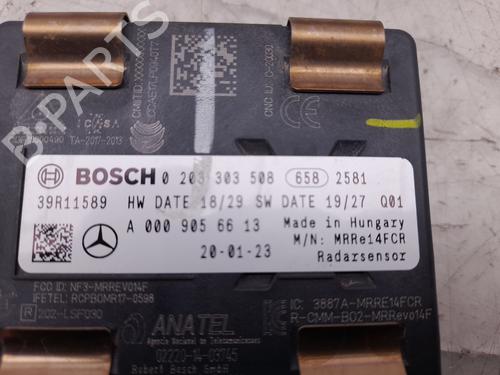 CNC ID: C-20030
TA-2017-2013
BOSCH 0 203 303 508 658 2581
39R11589 HW DATE 18/29 SW DATE 19/27 Q01
A 000 905 66 13 Made in Hungary
20-01-23 M/N: MRRe14FCR
Radarsensor
FCC ID: NF3-MRREVO14F
IFETEL: RCPBOMR17-0598
IC: 3887A-MRRE14FCR
R 202-LSF030
R-CMM-BO2-MRRevo14F
ANATEL
Agência Nacional de Telecomunicações
02220-14-03745
Robert Bosch GmbH
B-PARTS